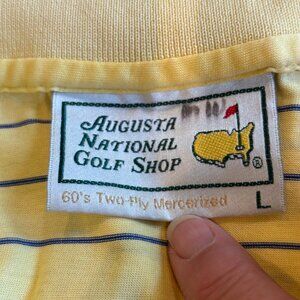 AUGUSTA
NATIONAL
GOLF SHOP
®
60's Two-Ply Mercerized
L